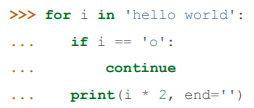 >>> for i in 'hello world':
...     if i == 'o':
...         continue
...     print(i * 2, end='')